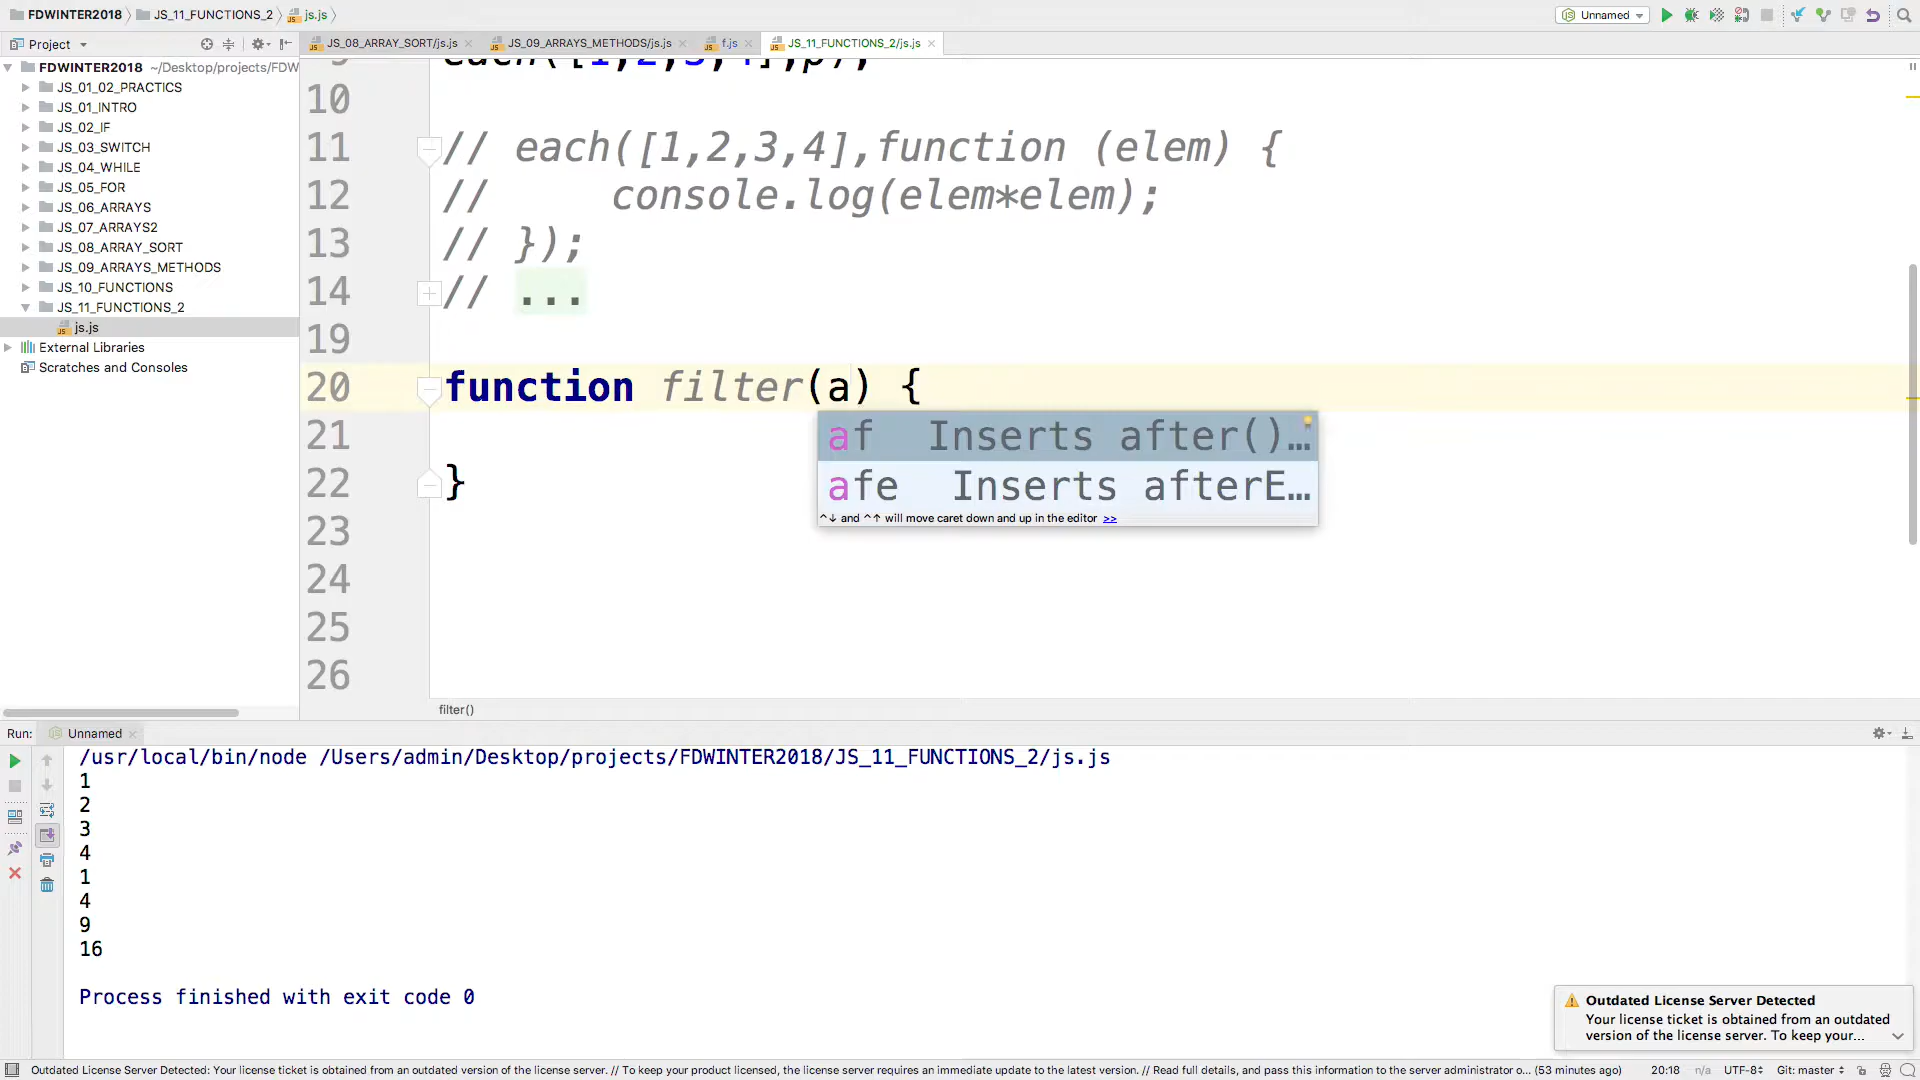 FDWINTER2018 JS_11_FUNCTIONS_2 js.js Unnamed
Project JS_08_ARRAY_SORT/js.js JS_09_ARRAYS_METHODS/js.js f.js JS_11_FUNCTIONS_2/js.js
FDWINTER2018 ~/Desktop/projects/FDW
JS_01_02_PRACTICS
JS_01_INTRO
JS_02_IF
JS_03_SWITCH
JS_04_WHILE
JS_05_FOR
JS_06_ARRAYS
JS_07_ARRAYS2
JS_08_ARRAY_SORT
JS_09_ARRAYS_METHODS
JS_10_FUNCTIONS
JS_11_FUNCTIONS_2
js.js
External Libraries
Scratches and Consoles
each([1,2,3,4],p);
10
11 // each([1,2,3,4],function (elem) {
12 //     console.log(elem*elem);
13 // });
14 // ...
19
20 function filter(a) {
21
22 }
23
24
25
26
af Inserts after()…
afe Inserts afterE…
^↓ and ^↑ will move caret down and up in the editor >>
filter()
Run: Unnamed
/usr/local/bin/node /Users/admin/Desktop/projects/FDWINTER2018/JS_11_FUNCTIONS_2/js.js
1
2
3
4
1
4
9
16
Process finished with exit code 0
Outdated License Server Detected
Your license ticket is obtained from an outdated
version of the license server. To keep your...
Outdated License Server Detected: Your license ticket is obtained from an outdated version of the license server. // To keep your product licensed, the license server requires an immediate update to the latest version. // Read full details, and pass this information to the server administrator o... (53 minutes ago) 20:18 n/a UTF-8 Git: master